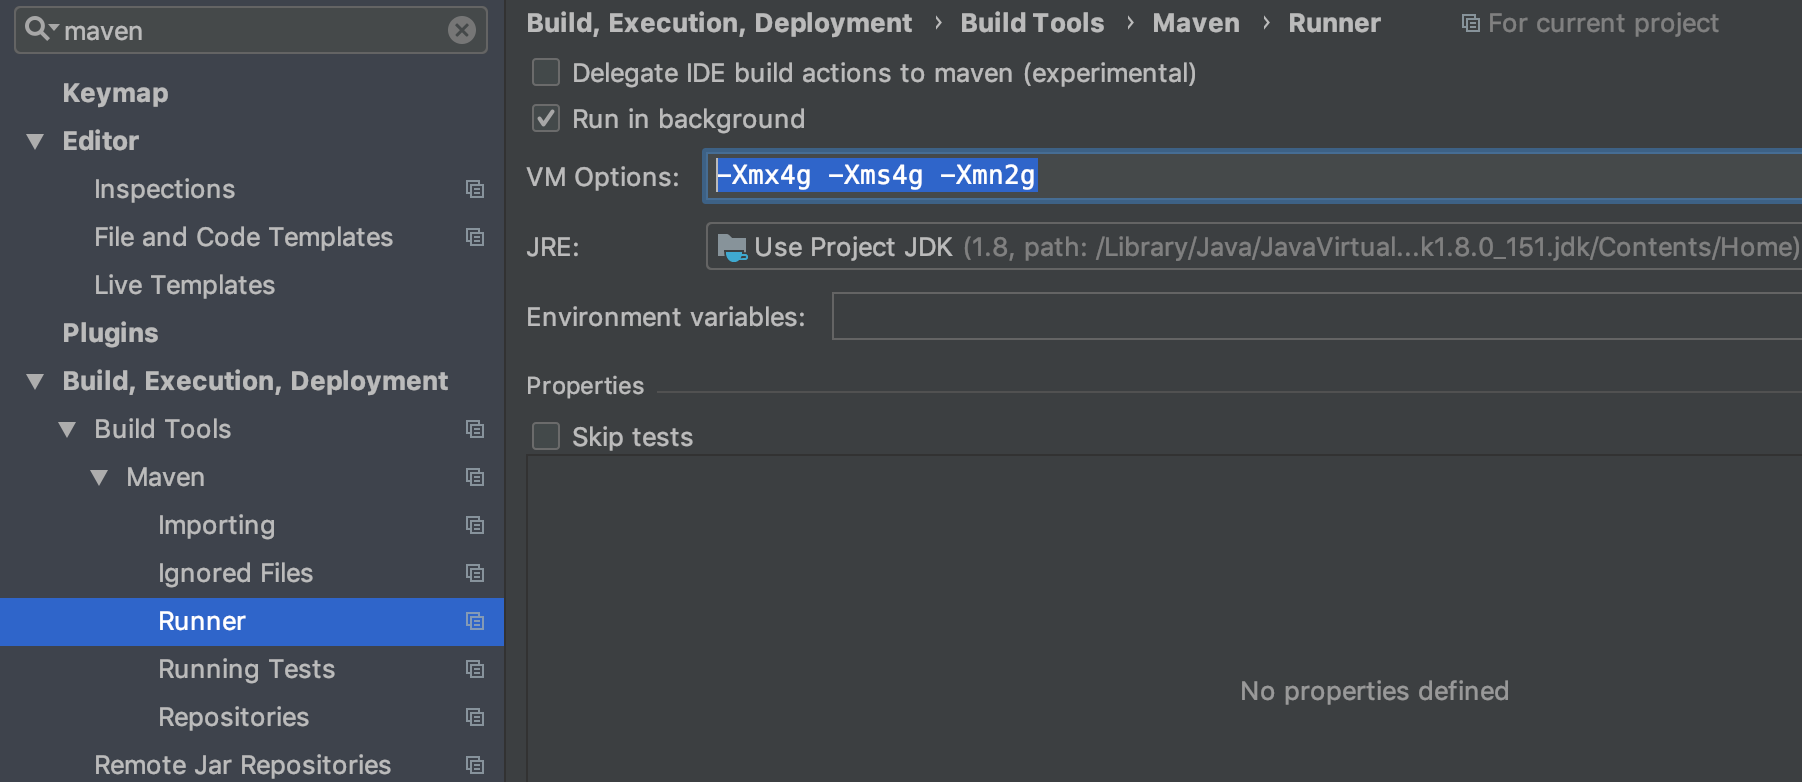 maven
Keymap
Editor
Inspections
File and Code Templates
Live Templates
Plugins
Build, Execution, Deployment
Build Tools
Maven
Importing
Ignored Files
Runner
Running Tests
Repositories
Remote Jar Repositories
Build, Execution, Deployment › Build Tools › Maven › Runner For current project
Delegate IDE build actions to maven (experimental)
Run in background
VM Options: -Xmx4g -Xms4g -Xmn2g
JRE: Use Project JDK (1.8, path: /Library/Java/JavaVirtual...k1.8.0_151.jdk/Contents/Home)
Environment variables:
Properties
Skip tests
No properties defined